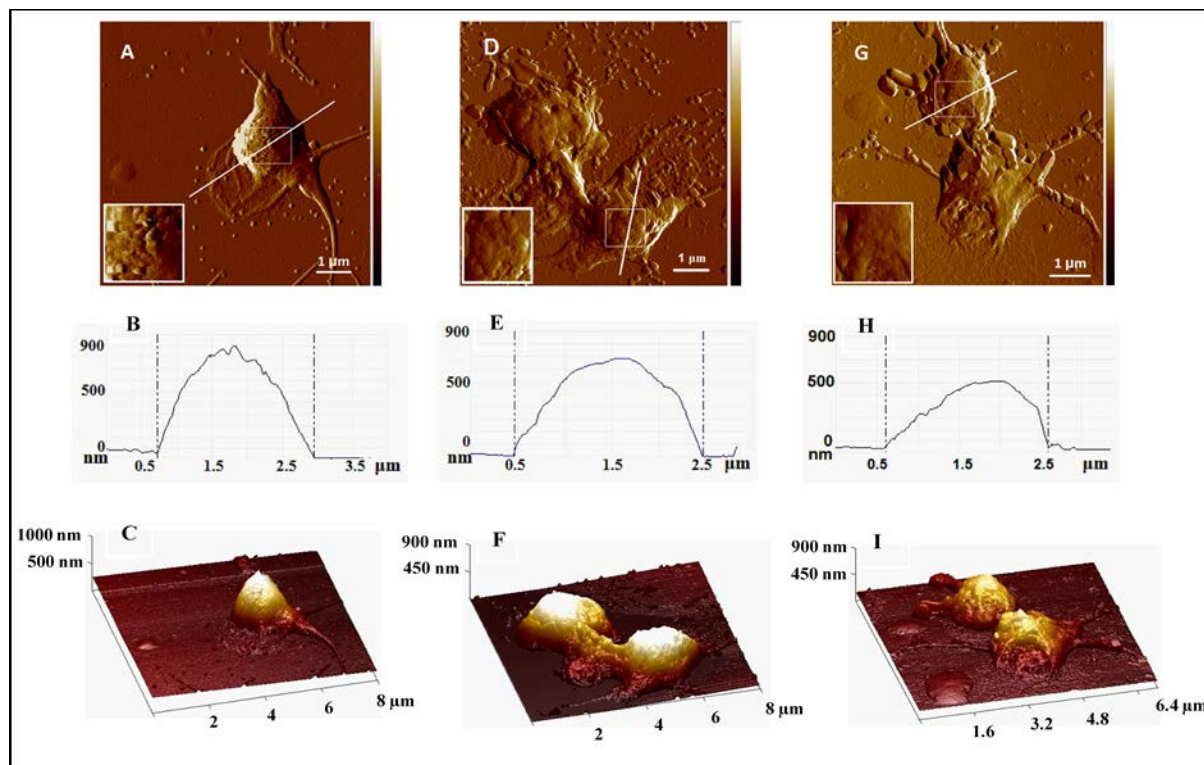 A
1 µm
D
1 µm
G
1 µm
B
900
500
0
nm
0.5 1.5 2.5 3.5 µm
E
900
500
0
nm
0.5 1.5 2.5 µm
H
900
500
0
nm
0.5 1.5 2.5 µm
C
1000 nm
500 nm
2 4 6 8 µm
F
900 nm
450 nm
2 4 6 8 µm
I
900 nm
450 nm
1.6 3.2 4.8 6.4 µm